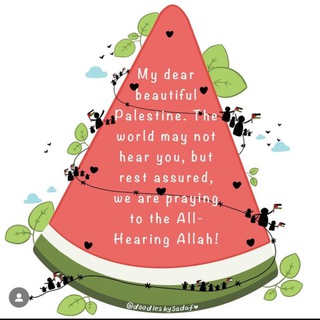 My dear
beautiful
Palestine. The
world may not
hear you, but
rest assured,
we are praying
to the All-
Hearing Allah!
@doodlesbySadaf